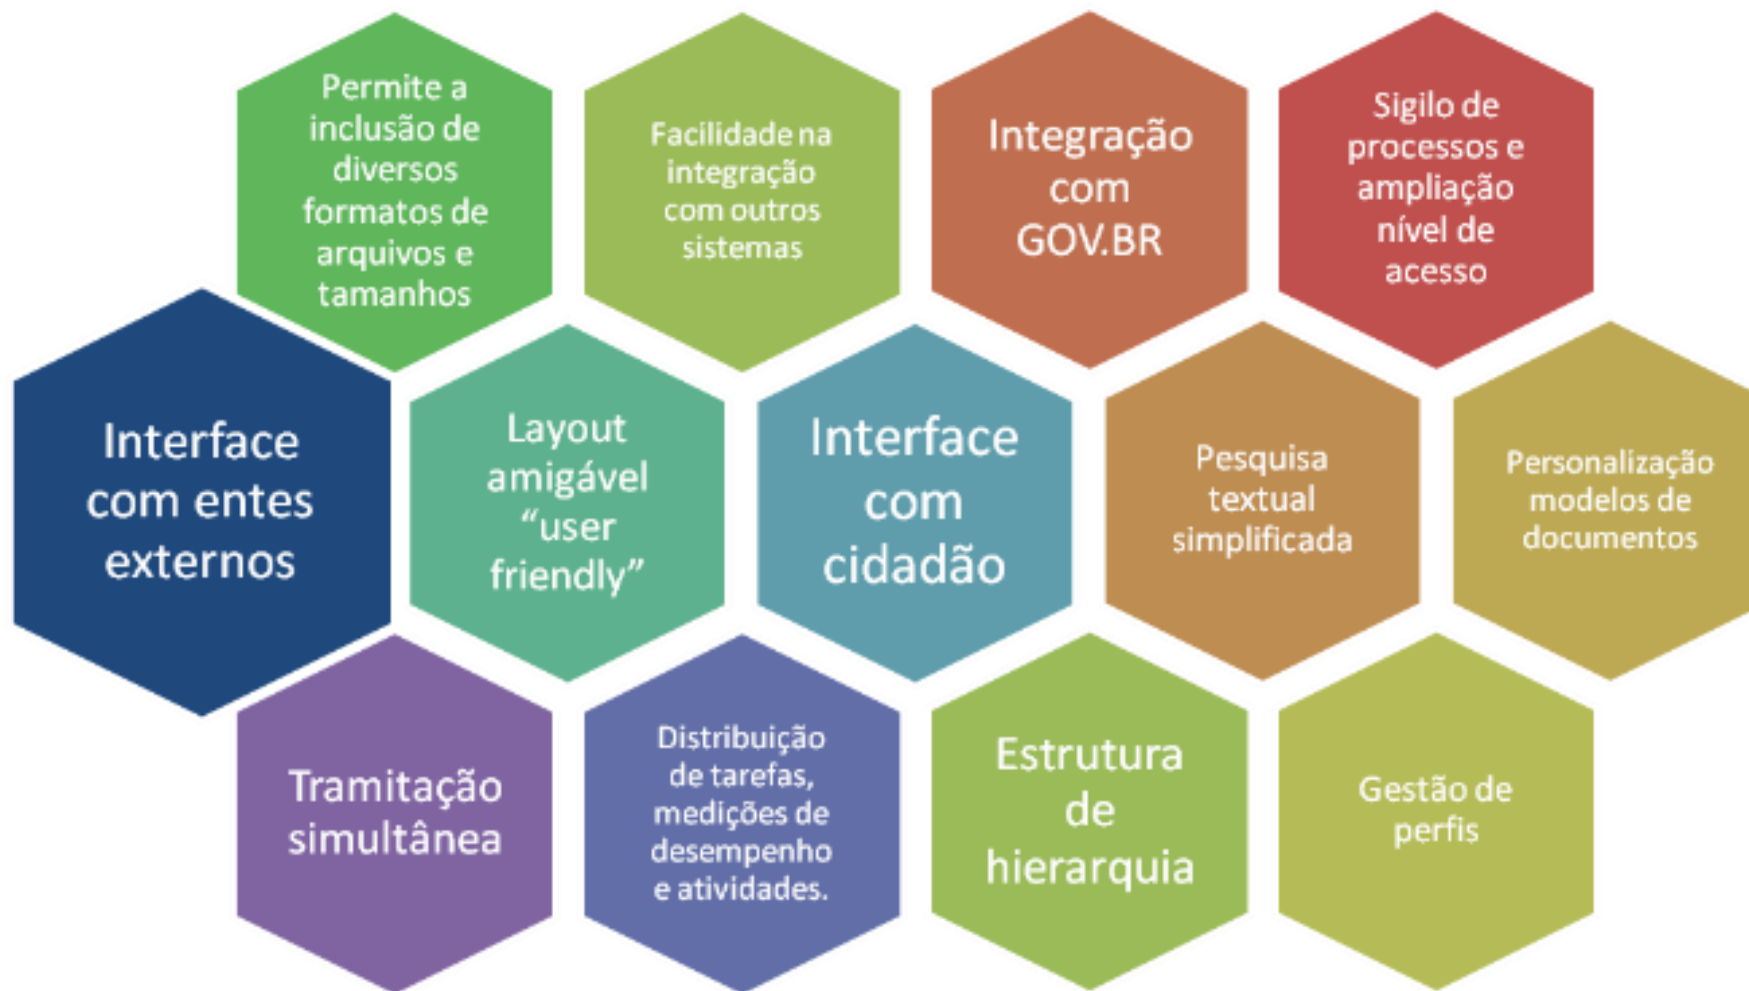 Permite a
inclusão de
diversos
formatos de
arquivos e
tamanhos
Facilidade na
integração
com outros
sistemas
Integração
com
GOV.BR
Sigilo de
processos e
ampliação
nível de
acesso
Interface
com entes
externos
Layout
amigável
“user
friendly”
Interface
com
cidadão
Pesquisa
textual
simplificada
Personalização
modelos de
documentos
Tramitação
simultânea
Distribuição
de tarefas,
medições de
desempenho
e atividades.
Estrutura
de
hierarquia
Gestão de
perfis